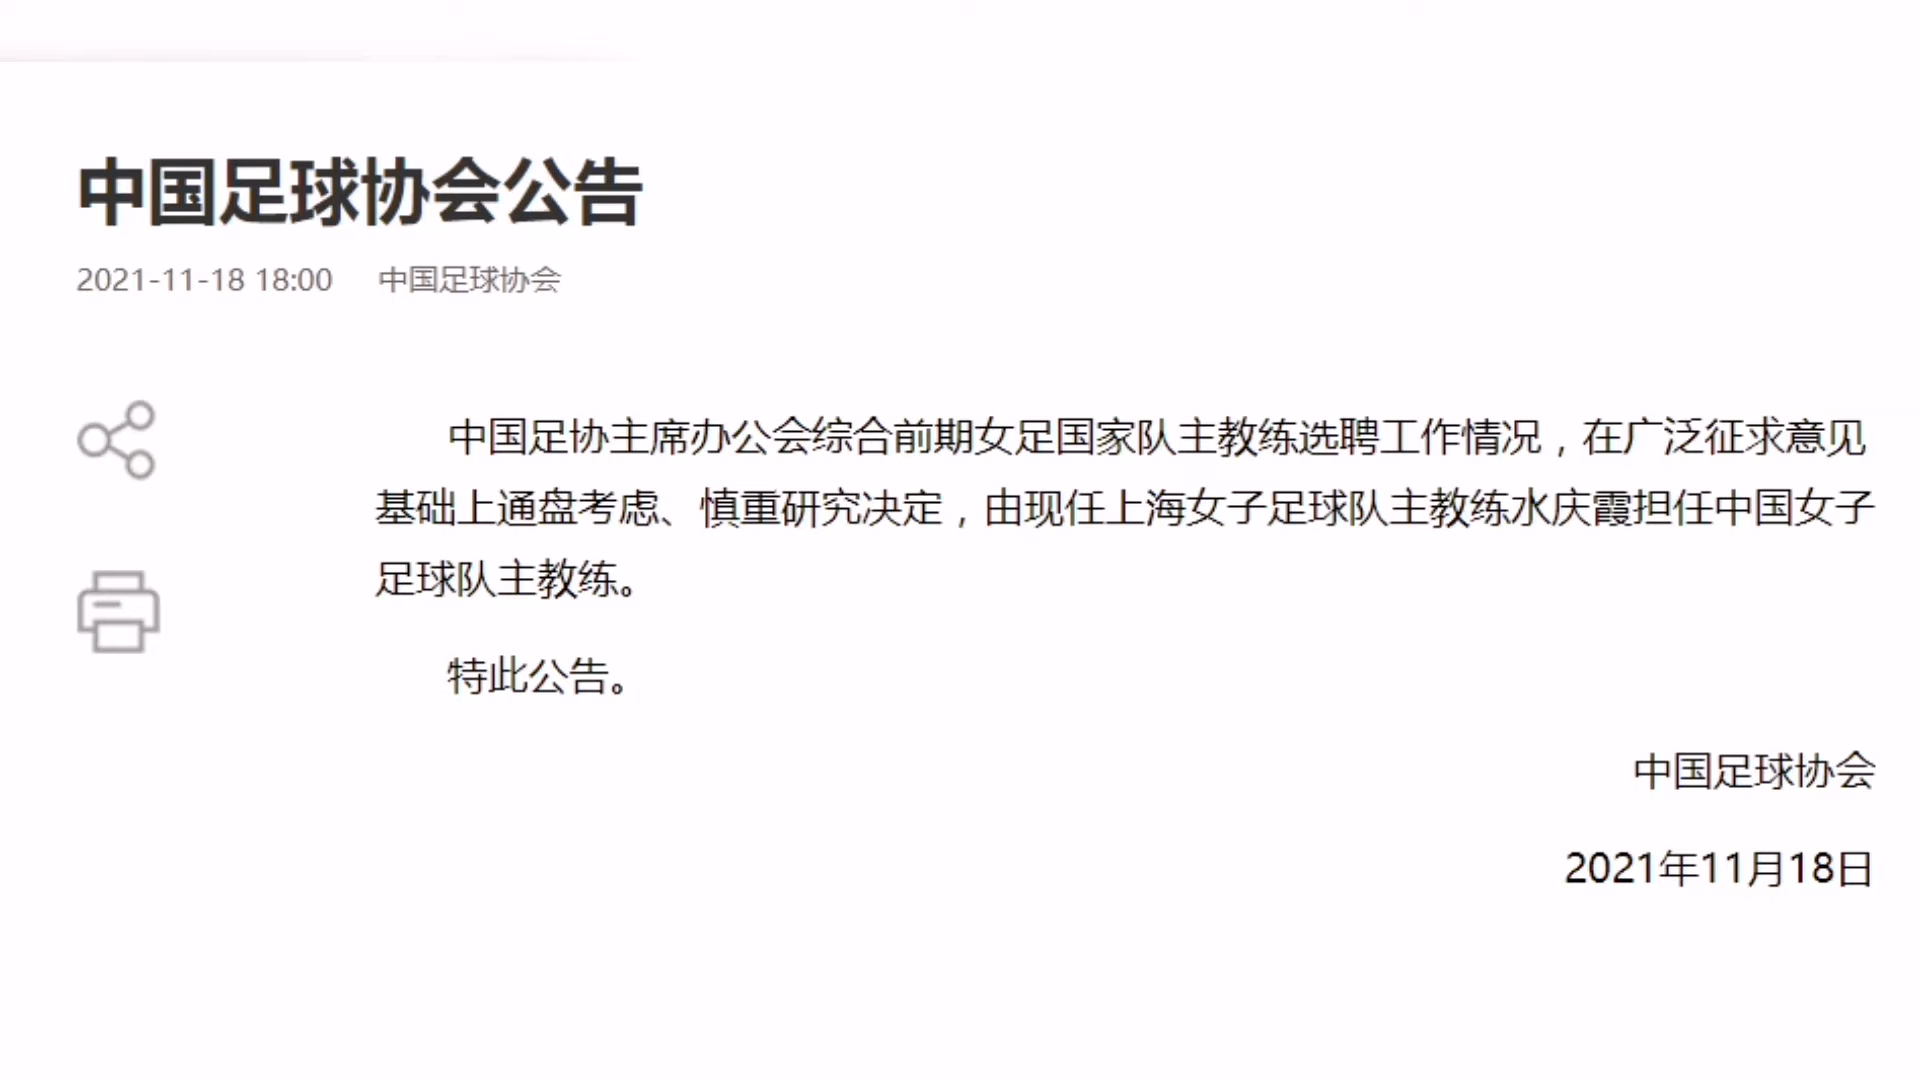 中国足球协会公告
2021-11-18 18:00 中国足球协会
中国足协主席办公会综合前期女足国家队主教练选聘工作情况，在广泛征求意见
基础上通盘考虑、慎重研究决定，由现任上海女子足球队主教练水庆霞担任中国女子
足球队主教练。
特此公告。
中国足球协会
2021年11月18日